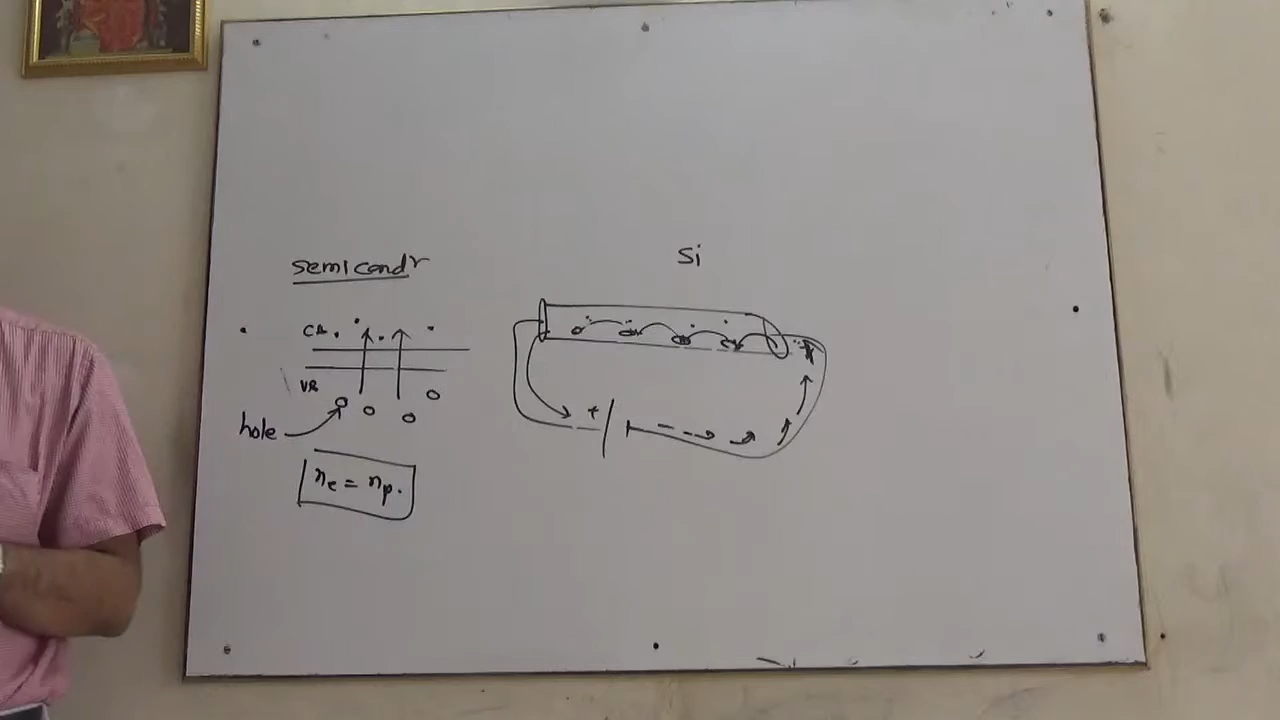 semicondr
CB
VB
hole
ne = np.
Si
+